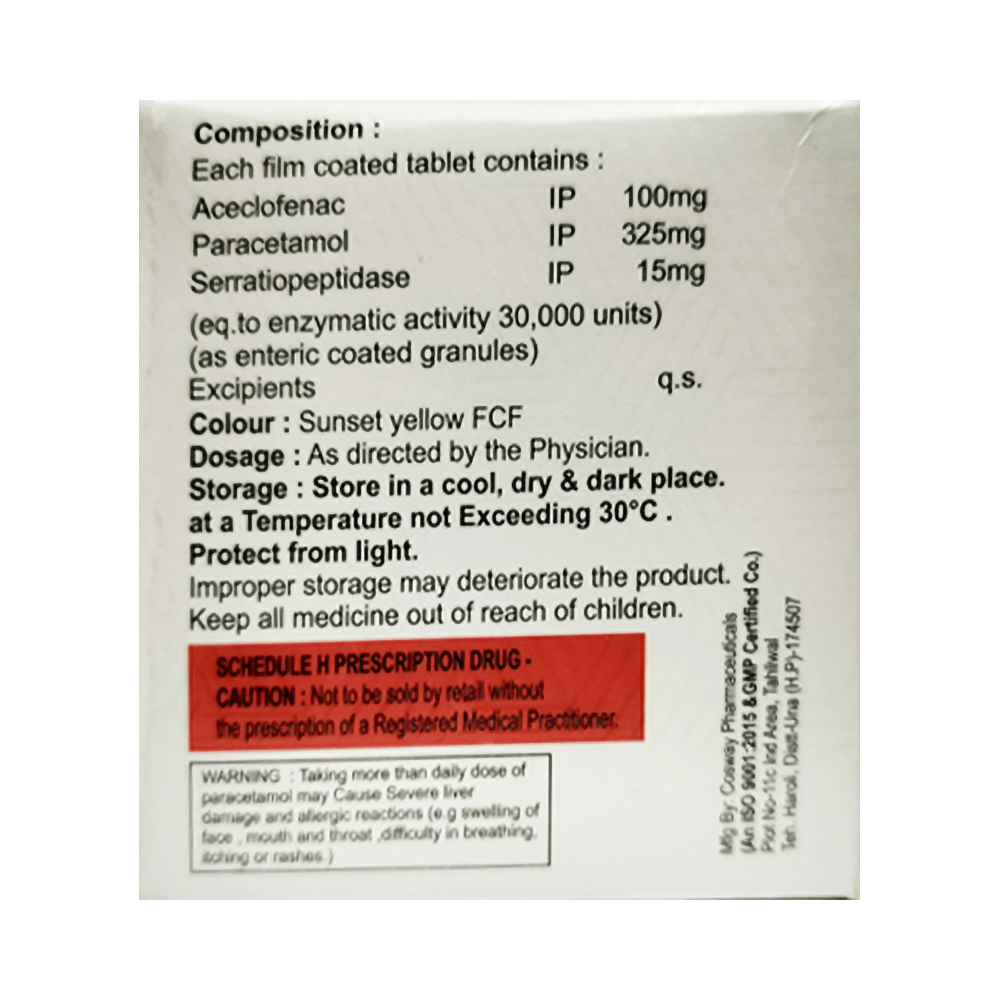 Composition :
Each film coated tablet contains :
Aceclofenac IP 100mg
Paracetamol IP 325mg
Serratiopeptidase IP 15mg
(eq.to enzymatic activity 30,000 units)
(as enteric coated granules)
Excipients q.s.
Colour : Sunset yellow FCF
Dosage : As directed by the Physician.
Storage : Store in a cool, dry & dark place.
at a Temperature not Exceeding 30°C .
Protect from light.
Improper storage may deteriorate the product.
Keep all medicine out of reach of children.
SCHEDULE H PRESCRIPTION DRUG -
CAUTION : Not to be sold by retail without
the prescription of a Registered Medical Practitioner.
WARNING : Taking more than daily dose of
paracetamol may Cause Severe liver
damage and allergic reactions (e.g swelling of
face , mouth and throat ,difficulty in breathing,
itching or rashes.)
Mfg By: Cosway Pharmaceuticals
(An ISO 9001:2015 & GMP Certified Co.)
Plot No-11c Ind Area, Tahliwal
Teh. Haroli, Distt-Una (H.P)-174507